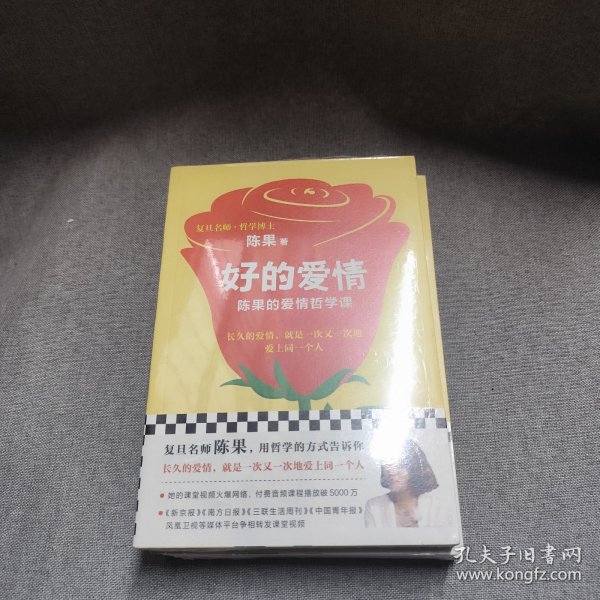 复旦名师·哲学博士
陈果 著
好的爱情
陈果的爱情哲学课
长久的爱情，就是一次又一次地
爱上同一个人
复旦名师陈果，用哲学的方式告诉你
长久的爱情，就是一次又一次地爱上同一个人
●她的课堂视频火爆网络，付费音频课程播放破5000万
●《新京报》《南方日报》《三联生活周刊》《中国青年报》
凤凰卫视等媒体平台争相转发课堂视频
孔夫子旧书网
www.kongfz.com